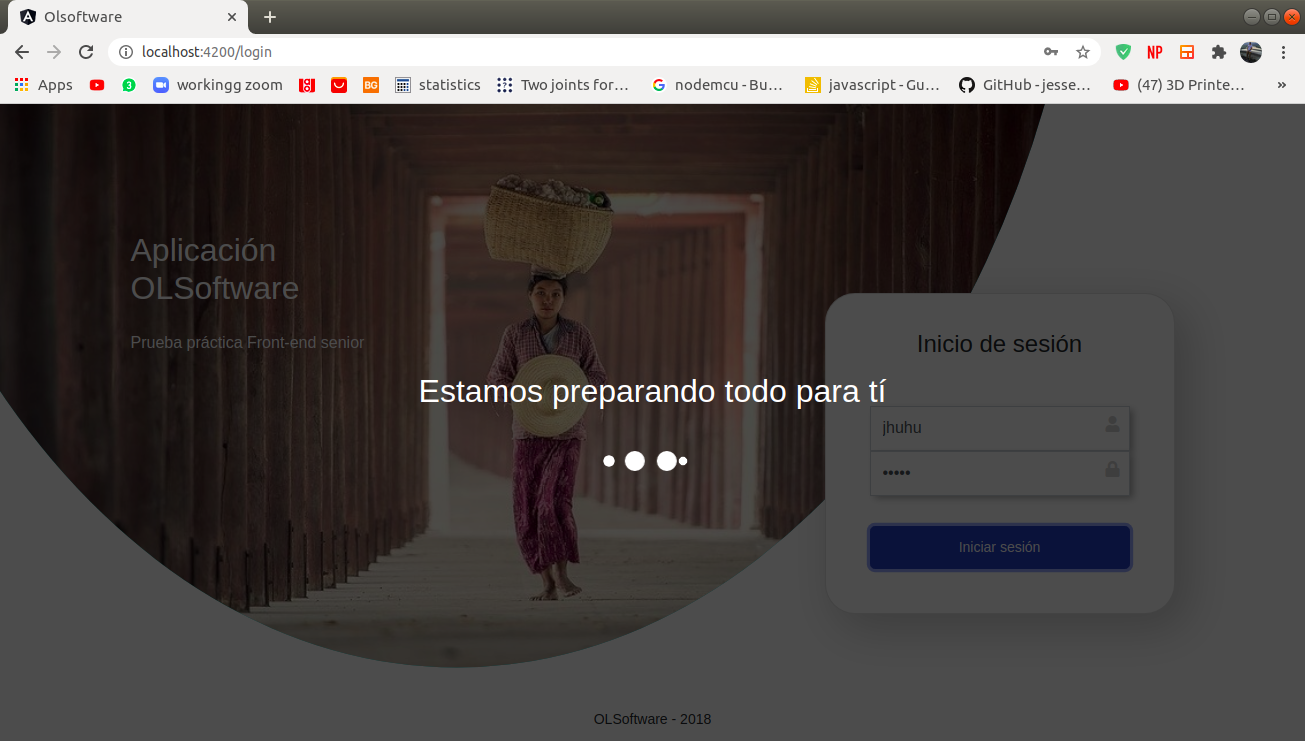 Olsoftware
localhost:4200/login
NP
Apps
3
workingg zoom
BG
statistics
Two joints for…
nodemcu - Bu…
javascript - Gu…
GitHub - jesse…
(47) 3D Printe…
»
Aplicación
OLSoftware
Prueba práctica Front-end senior
Estamos preparando todo para tí
Inicio de sesión
jhuhu
•••••
Iniciar sesión
OLSoftware - 2018